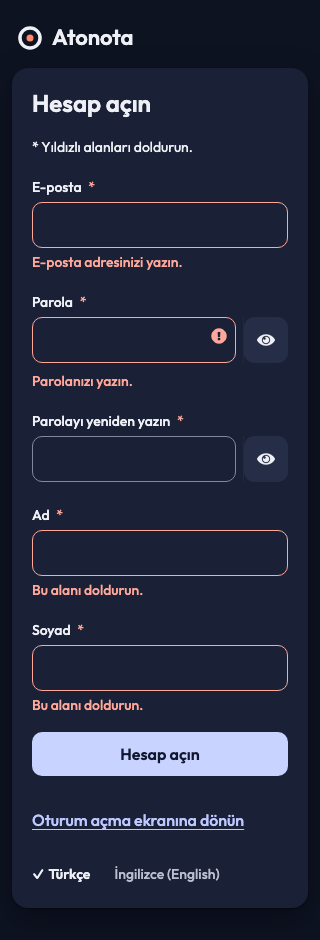 Atonota
Hesap açın
* Yıldızlı alanları doldurun.
E-posta *
E-posta adresinizi yazın.
Parola *
Parolanızı yazın.
Parolayı yeniden yazın *
Ad *
Bu alanı doldurun.
Soyad *
Bu alanı doldurun.
Hesap açın
Oturum açma ekranına dönün
Türkçe İngilizce (English)